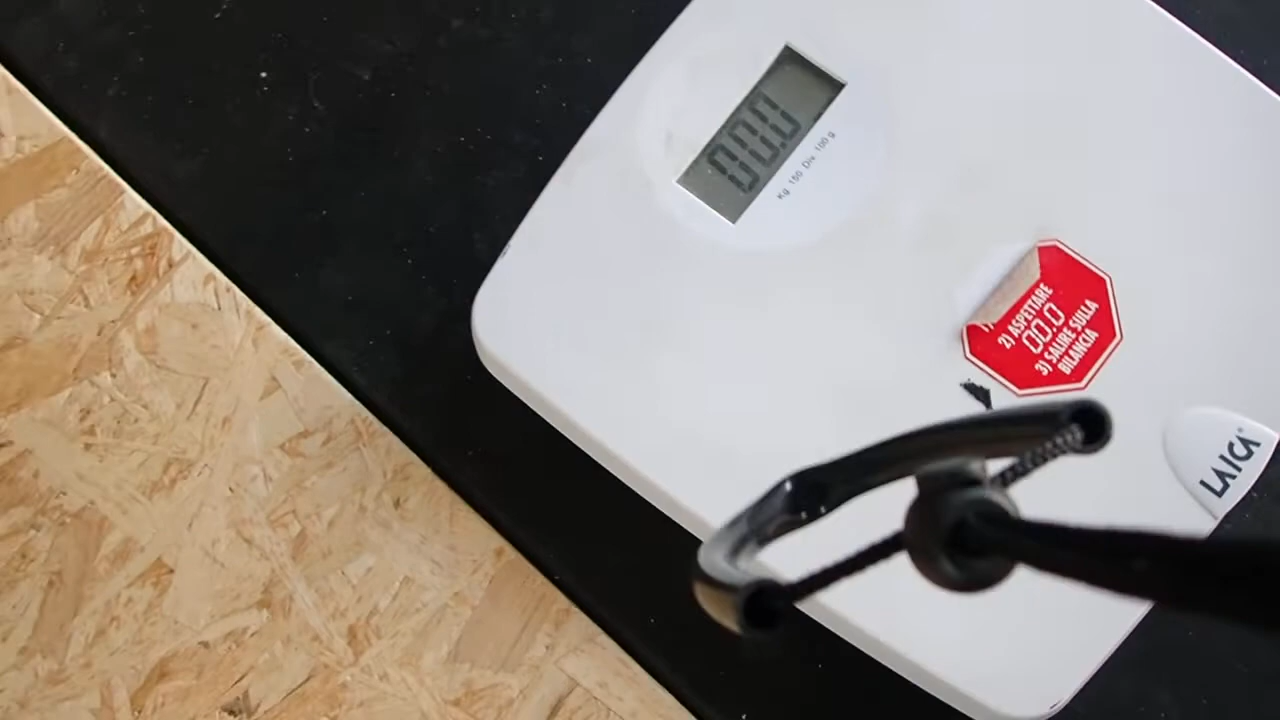 00.0
Kg 150 Div 100 g
2) ASPETTARE
00.0
3) SALIRE SULLA
BILANCIA
LAICA®